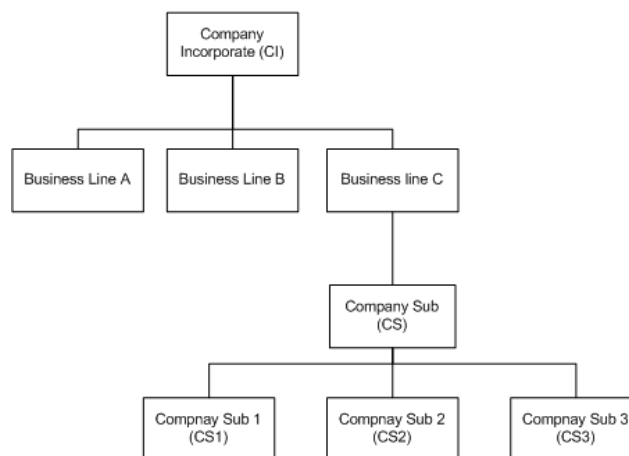 Company
Incorporate (CI)
Business Line A
Business Line B
Business line C
Company Sub
(CS)
Compnay Sub 1
(CS1)
Compnay Sub 2
(CS2)
Compnay Sub 3
(CS3)